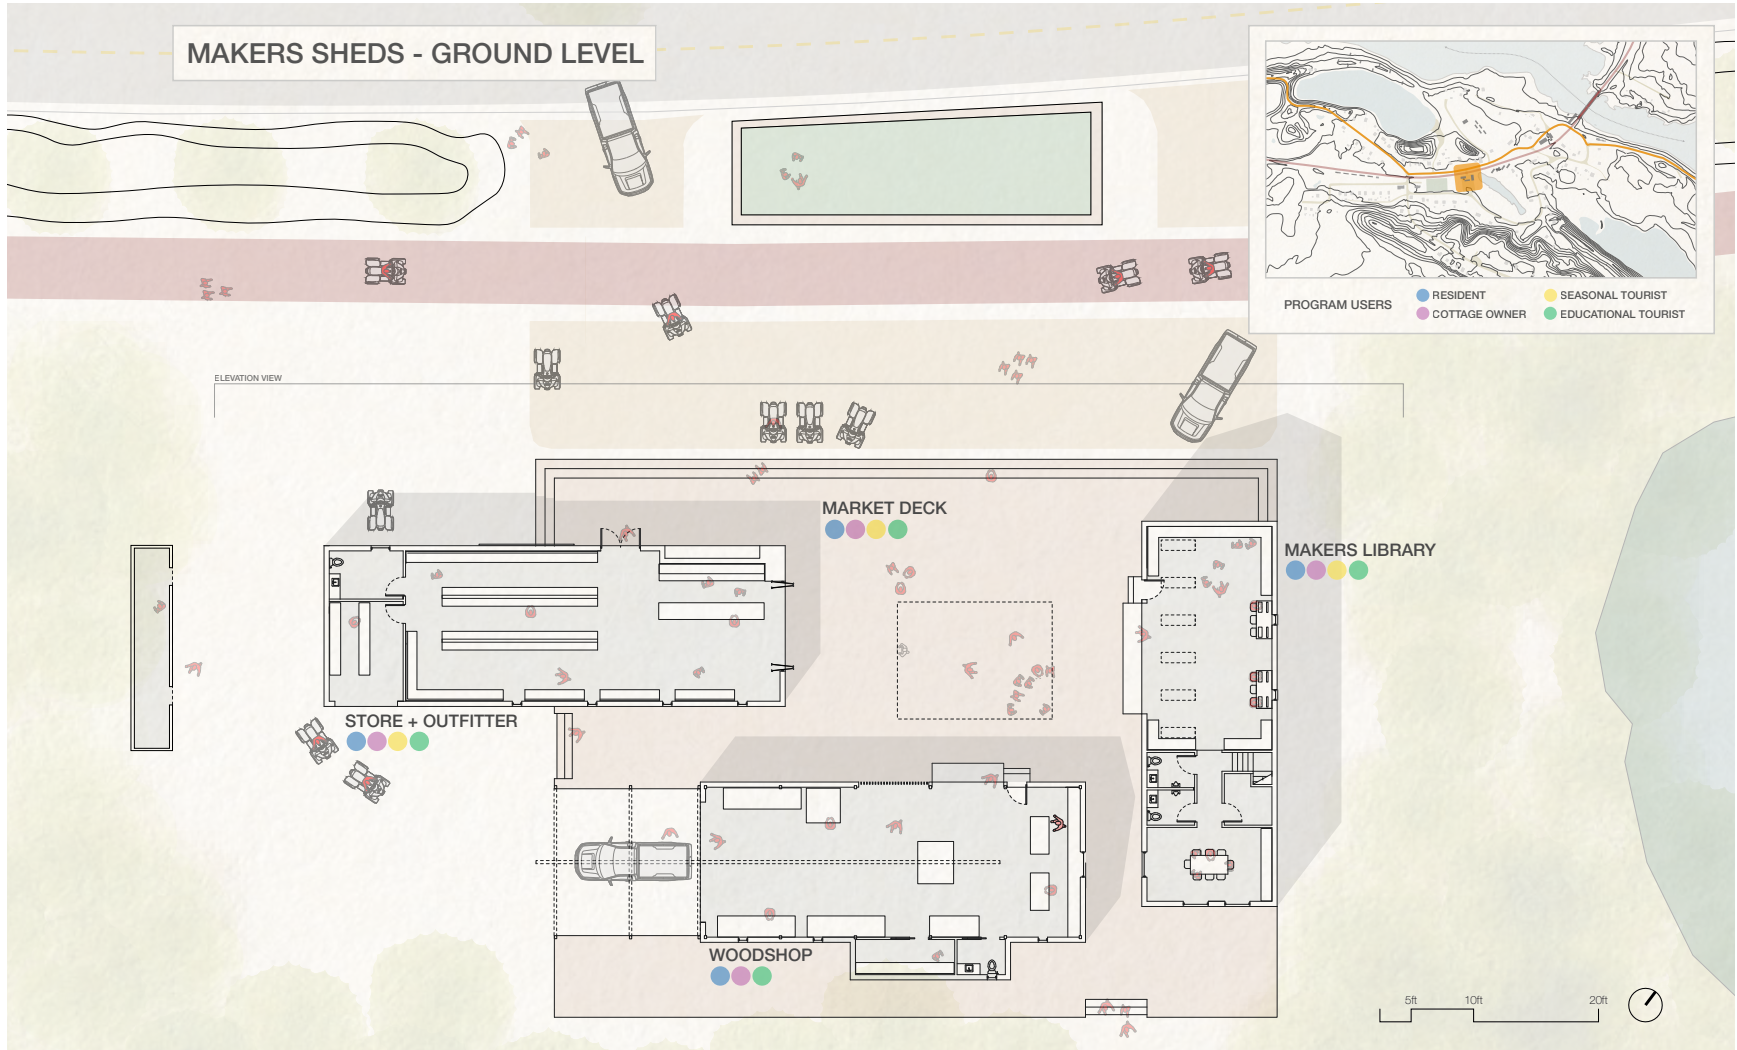 MAKERS SHEDS - GROUND LEVEL
PROGRAM USERS
RESIDENT
SEASONAL TOURIST
COTTAGE OWNER
EDUCATIONAL TOURIST
ELEVATION VIEW
MARKET DECK
MAKERS LIBRARY
STORE + OUTFITTER
WOODSHOP
5ft 10ft 20ft